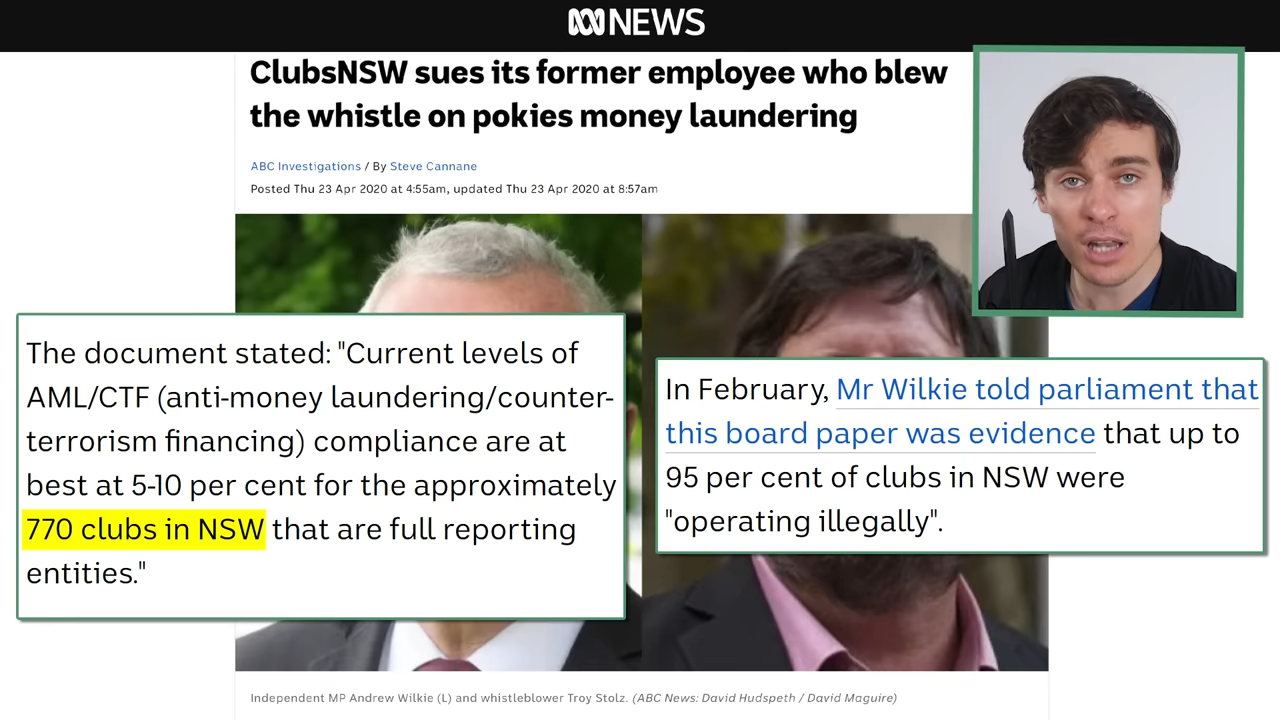 NEWS
ClubsNSW sues its former employee who blew
the whistle on pokies money laundering
ABC Investigations / By Steve Cannane
Posted Thu 23 Apr 2020 at 4:55am, updated Thu 23 Apr 2020 at 8:57am
The document stated: "Current levels of
AML/CTF (anti-money laundering/counter-
terrorism financing) compliance are at
best at 5-10 per cent for the approximately
770 clubs in NSW that are full reporting
entities."
In February, Mr Wilkie told parliament that
this board paper was evidence that up to
95 per cent of clubs in NSW were
"operating illegally".
Independent MP Andrew Wilkie (L) and whistleblower Troy Stolz. (ABC News: David Hudspeth / David Maguire)